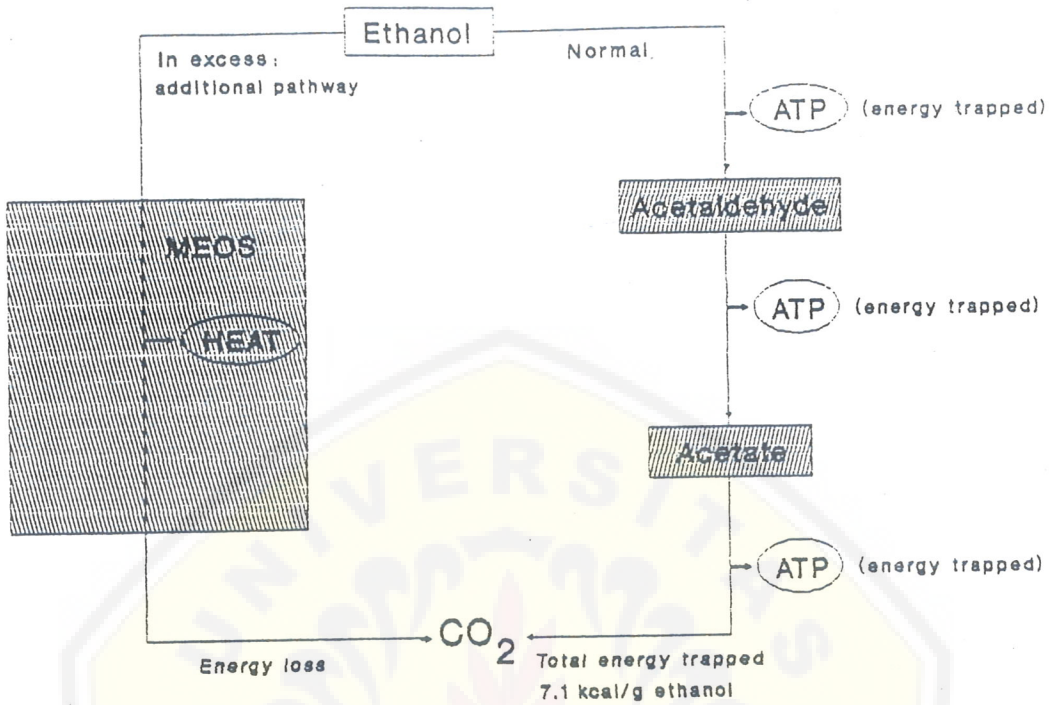 Ethanol
In excess:
additional pathway
Normal.
ATP (energy trapped)
Acetaldehyde
MEOS
HEAT
ATP (energy trapped)
Acetate
ATP (energy trapped)
CO₂
Energy loss
Total energy trapped
7.1 kcal/g ethanol
UNIVERSITAS